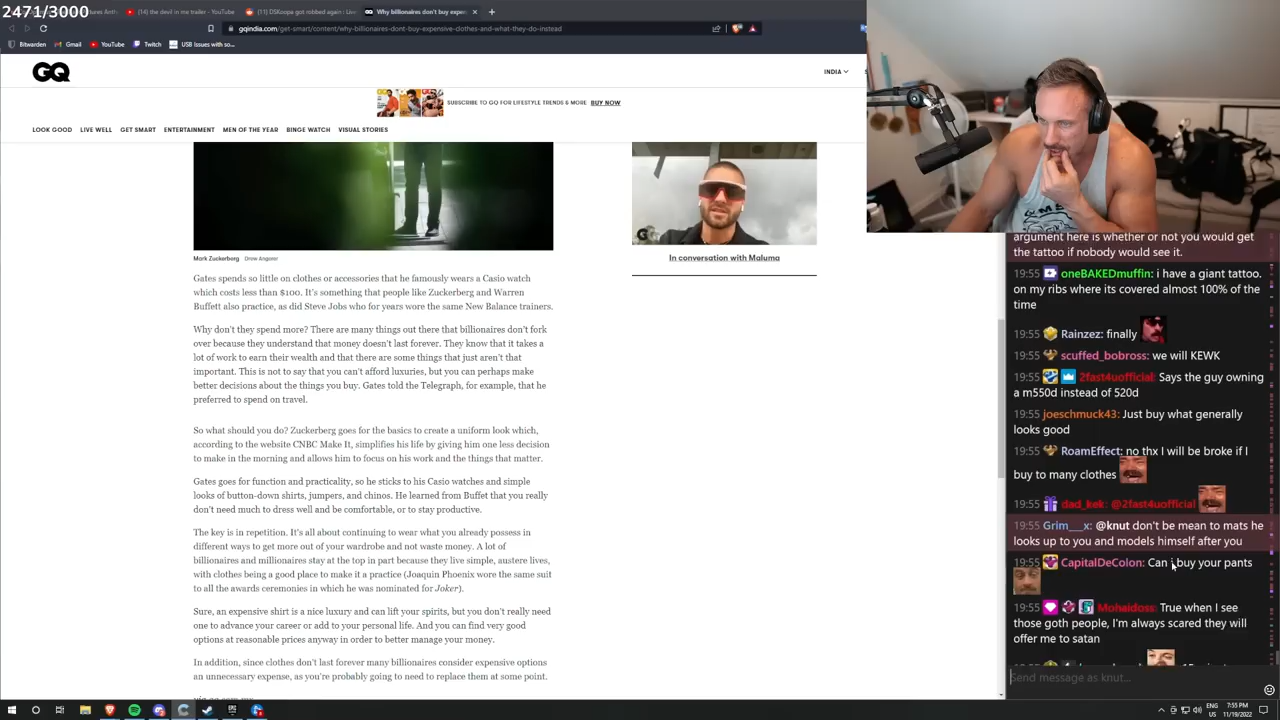 2471/3000
(14) the devil in me trailer - YouTube
(11) DSKoopa got robbed again : Liv
Why billionaires don't buy expen
gqindia.com/get-smart/content/why-billionaires-dont-buy-expensive-clothes-and-what-they-do-instead
Bitwarden Gmail YouTube Twitch USB Issues with so...
GQ
INDIA
SUBSCRIBE TO GQ FOR LIFESTYLE TRENDS & MORE BUY NOW
LOOK GOOD LIVE WELL GET SMART ENTERTAINMENT MEN OF THE YEAR BINGE WATCH VISUAL STORIES
Mark Zuckerberg Drew Angerer
Gates spends so little on clothes or accessories that he famously wears a Casio watch
which costs less than $100. It's something that people like Zuckerberg and Warren
Buffett also practice, as did Steve Jobs who for years wore the same New Balance trainers.
Why don't they spend more? There are many things out there that billionaires don't fork
over because they understand that money doesn't last forever. They know that it takes a
lot of work to earn their wealth and that there are some things that just aren't that
important. This is not to say that you can't afford luxuries, but you can perhaps make
better decisions about the things you buy. Gates told the Telegraph, for example, that he
preferred to spend on travel.
So what should you do? Zuckerberg goes for the basics to create a uniform look which,
according to the website CNBC Make It, simplifies his life by giving him one less decision
to make in the morning and allows him to focus on his work and the things that matter.
Gates goes for function and practicality, so he sticks to his Casio watches and simple
looks of button-down shirts, jumpers, and chinos. He learned from Buffet that you really
don't need much to dress well and be comfortable, or to stay productive.
The key is in repetition. It's all about continuing to wear what you already possess in
different ways to get more out of your wardrobe and not waste money. A lot of
billionaires and millionaires stay at the top in part because they live simple, austere lives,
with clothes being a good place to make it a practice (Joaquin Phoenix wore the same suit
to all the awards ceremonies in which he was nominated for Joker).
Sure, an expensive shirt is a nice luxury and can lift your spirits, but you don't really need
one to advance your career or add to your personal life. And you can find very good
options at reasonable prices anyway in order to better manage your money.
In addition, since clothes don't last forever many billionaires consider expensive options
an unnecessary expense, as you're probably going to need to replace them at some point.
GQ
In conversation with Maluma
argument here is whether or not you would get
the tattoo if nobody would see it.
19:55 oneBAKEDmuffin: i have a giant tattoo.
on my ribs where its covered almost 100% of the
time
19:55 Rainzez: finally
19:55 scuffed_bobross: we will KEKW
19:55 2fast4uofficial: Says the guy owning
a m550d instead of 520d
19:55 joeschmuck43: Just buy what generally
looks good
19:55 RoamEffect: no thx I will be broke if I
buy to many clothes
19:55 dad_kek: @2fast4uofficial
19:55 Grim___x: @knut don't be mean to mats he
looks up to you and models himself after you
19:55 CapitalDeColon: Can i buy your pants
19:55 Mohaidoss: True when I see
those goth people, I'm always scared they will
offer me to satan
Send message as knut...
ENG
US
7:55 PM
11/19/2022